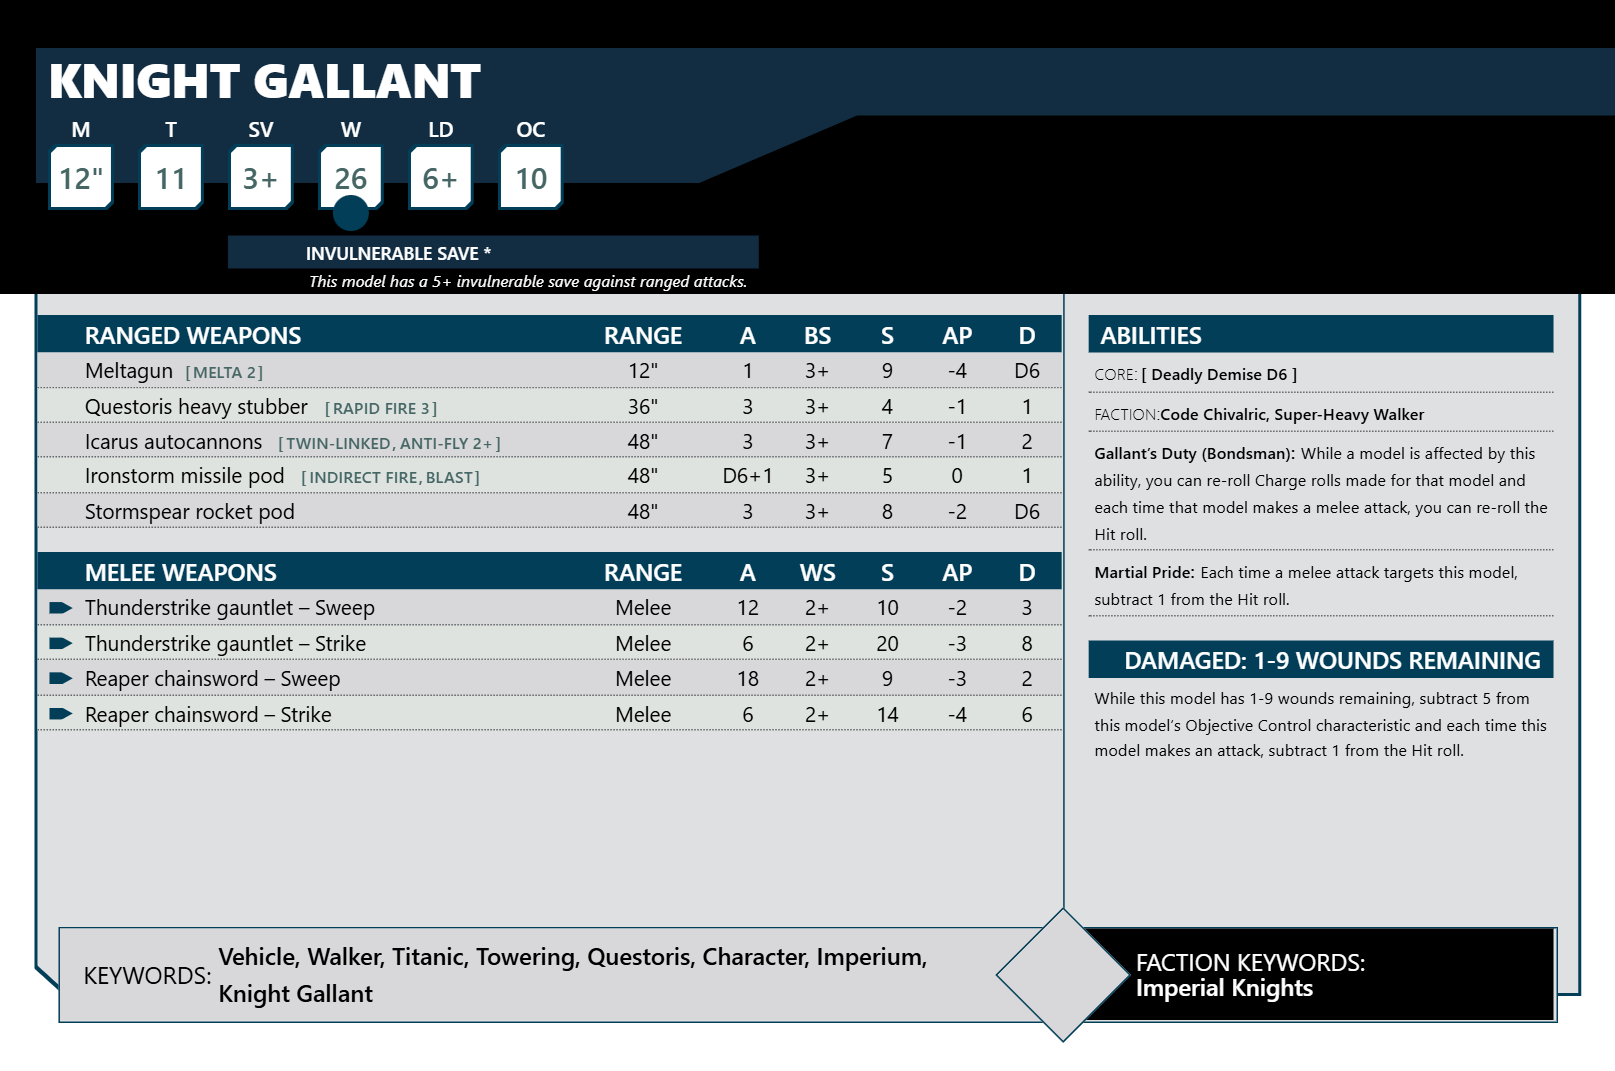 KNIGHT GALLANT
M T SV W LD OC
12" 11 3+ 26 6+ 10
INVULNERABLE SAVE *
This model has a 5+ invulnerable save against ranged attacks.
RANGED WEAPONS RANGE A BS S AP D
Meltagun [MELTA 2] 12" 1 3+ 9 -4 D6
Questoris heavy stubber [RAPID FIRE 3] 36" 3 3+ 4 -1 1
Icarus autocannons [TWIN-LINKED, ANTI-FLY 2+] 48" 3 3+ 7 -1 2
Ironstorm missile pod [INDIRECT FIRE, BLAST] 48" D6+1 3+ 5 0 1
Stormspear rocket pod 48" 3 3+ 8 -2 D6
MELEE WEAPONS RANGE A WS S AP D
Thunderstrike gauntlet – Sweep Melee 12 2+ 10 -2 3
Thunderstrike gauntlet – Strike Melee 6 2+ 20 -3 8
Reaper chainsword – Sweep Melee 18 2+ 9 -3 2
Reaper chainsword – Strike Melee 6 2+ 14 -4 6
ABILITIES
CORE: [ Deadly Demise D6 ]
FACTION:Code Chivalric, Super-Heavy Walker
Gallant's Duty (Bondsman): While a model is affected by this
ability, you can re-roll Charge rolls made for that model and
each time that model makes a melee attack, you can re-roll the
Hit roll.
Martial Pride: Each time a melee attack targets this model,
subtract 1 from the Hit roll.
DAMAGED: 1-9 WOUNDS REMAINING
While this model has 1-9 wounds remaining, subtract 5 from
this model's Objective Control characteristic and each time this
model makes an attack, subtract 1 from the Hit roll.
KEYWORDS: Vehicle, Walker, Titanic, Towering, Questoris, Character, Imperium,
Knight Gallant
FACTION KEYWORDS:
Imperial Knights